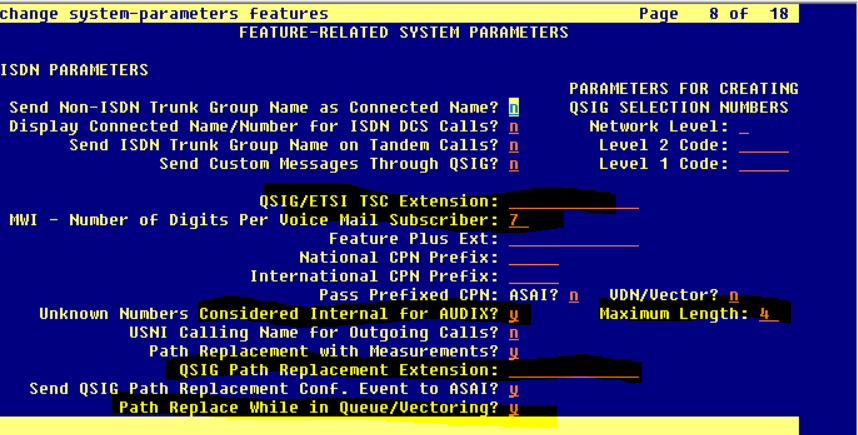 change system-parameters features Page 8 of 18
FEATURE-RELATED SYSTEM PARAMETERS
ISDN PARAMETERS
PARAMETERS FOR CREATING
Send Non-ISDN Trunk Group Name as Connected Name? n QSIG SELECTION NUMBERS
Display Connected Name/Number for ISDN DCS Calls? n Network Level: _
Send ISDN Trunk Group Name on Tandem Calls? n Level 2 Code: ____
Send Custom Messages Through QSIG? n Level 1 Code: ____
QSIG/ETSI TSC Extension: _____________
MWI - Number of Digits Per Voice Mail Subscriber: 7_
Feature Plus Ext: _____________
National CPN Prefix: _____
International CPN Prefix: _____
Pass Prefixed CPN: ASAI? n VDN/Vector? n
Unknown Numbers Considered Internal for AUDIX? y Maximum Length: 4_
USNI Calling Name for Outgoing Calls? n
Path Replacement with Measurements? y
QSIG Path Replacement Extension: _____________
Send QSIG Path Replacement Conf. Event to ASAI? y
Path Replace While in Queue/Vectoring? y